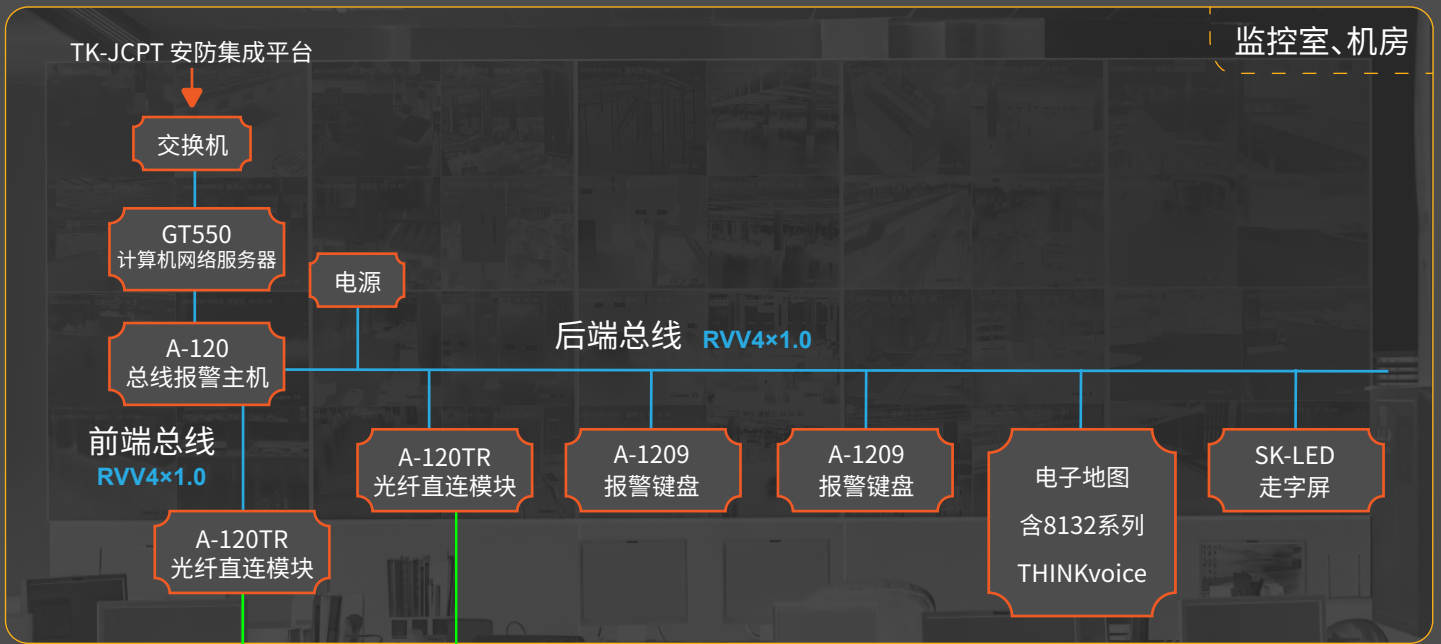 监控室、机房
TK-JCPT 安防集成平台
交换机
GT550
计算机网络服务器
电源
A-120
总线报警主机
后端总线 RVV4×1.0
前端总线
RVV4×1.0
A-120TR
光纤直连模块
A-120TR
光纤直连模块
A-1209
报警键盘
A-1209
报警键盘
电子地图
含8132系列
THINKvoice
SK-LED
走字屏